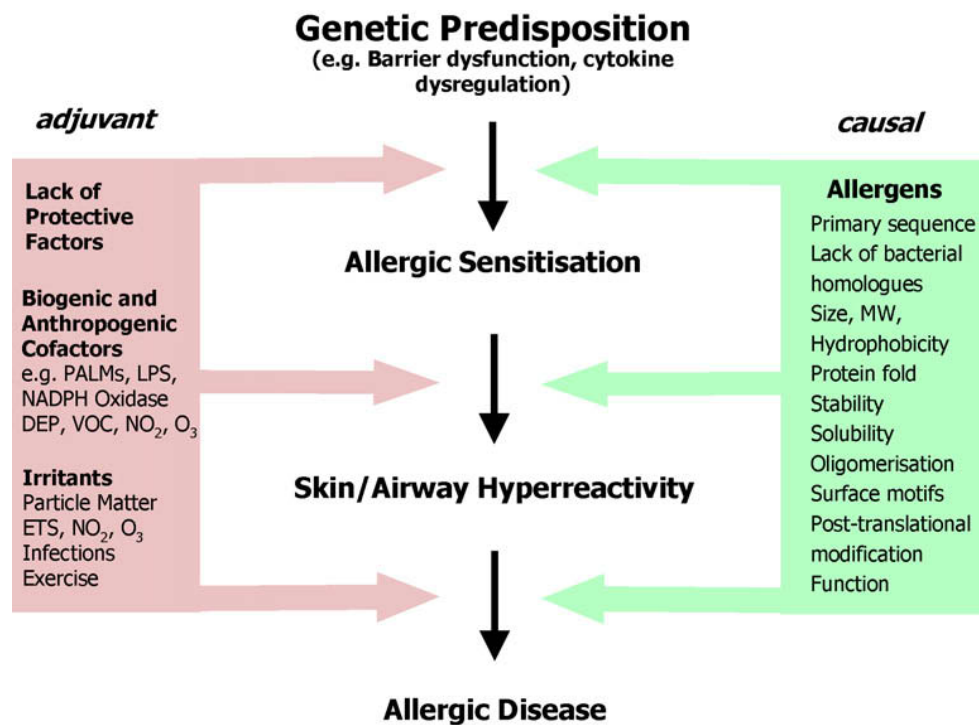 Genetic Predisposition
(e.g. Barrier dysfunction, cytokine
dysregulation)
adjuvant
causal
Lack of
Protective
Factors
Biogenic and
Anthropogenic
Cofactors
e.g. PALMs, LPS,
NADPH Oxidase
DEP, VOC, NO₂, O₃
Irritants
Particle Matter
ETS, NO₂, O₃
Infections
Exercise
Allergic Sensitisation
Skin/Airway Hyperreactivity
Allergic Disease
Allergens
Primary sequence
Lack of bacterial
homologues
Size, MW,
Hydrophobicity
Protein fold
Stability
Solubility
Oligomerisation
Surface motifs
Post-translational
modification
Function